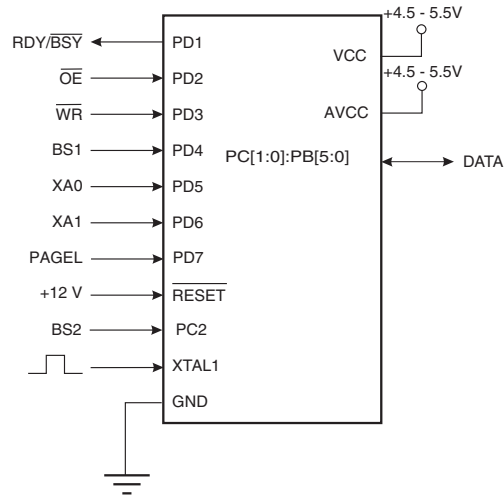 +4.5 - 5.5V
RDY/BSY PD1
VCC
OE PD2
+4.5 - 5.5V
WR PD3
AVCC
BS1 PD4
PC[1:0]:PB[5:0]
DATA
XA0 PD5
XA1 PD6
PAGEL PD7
+12 V RESET
BS2 PC2
XTAL1
GND